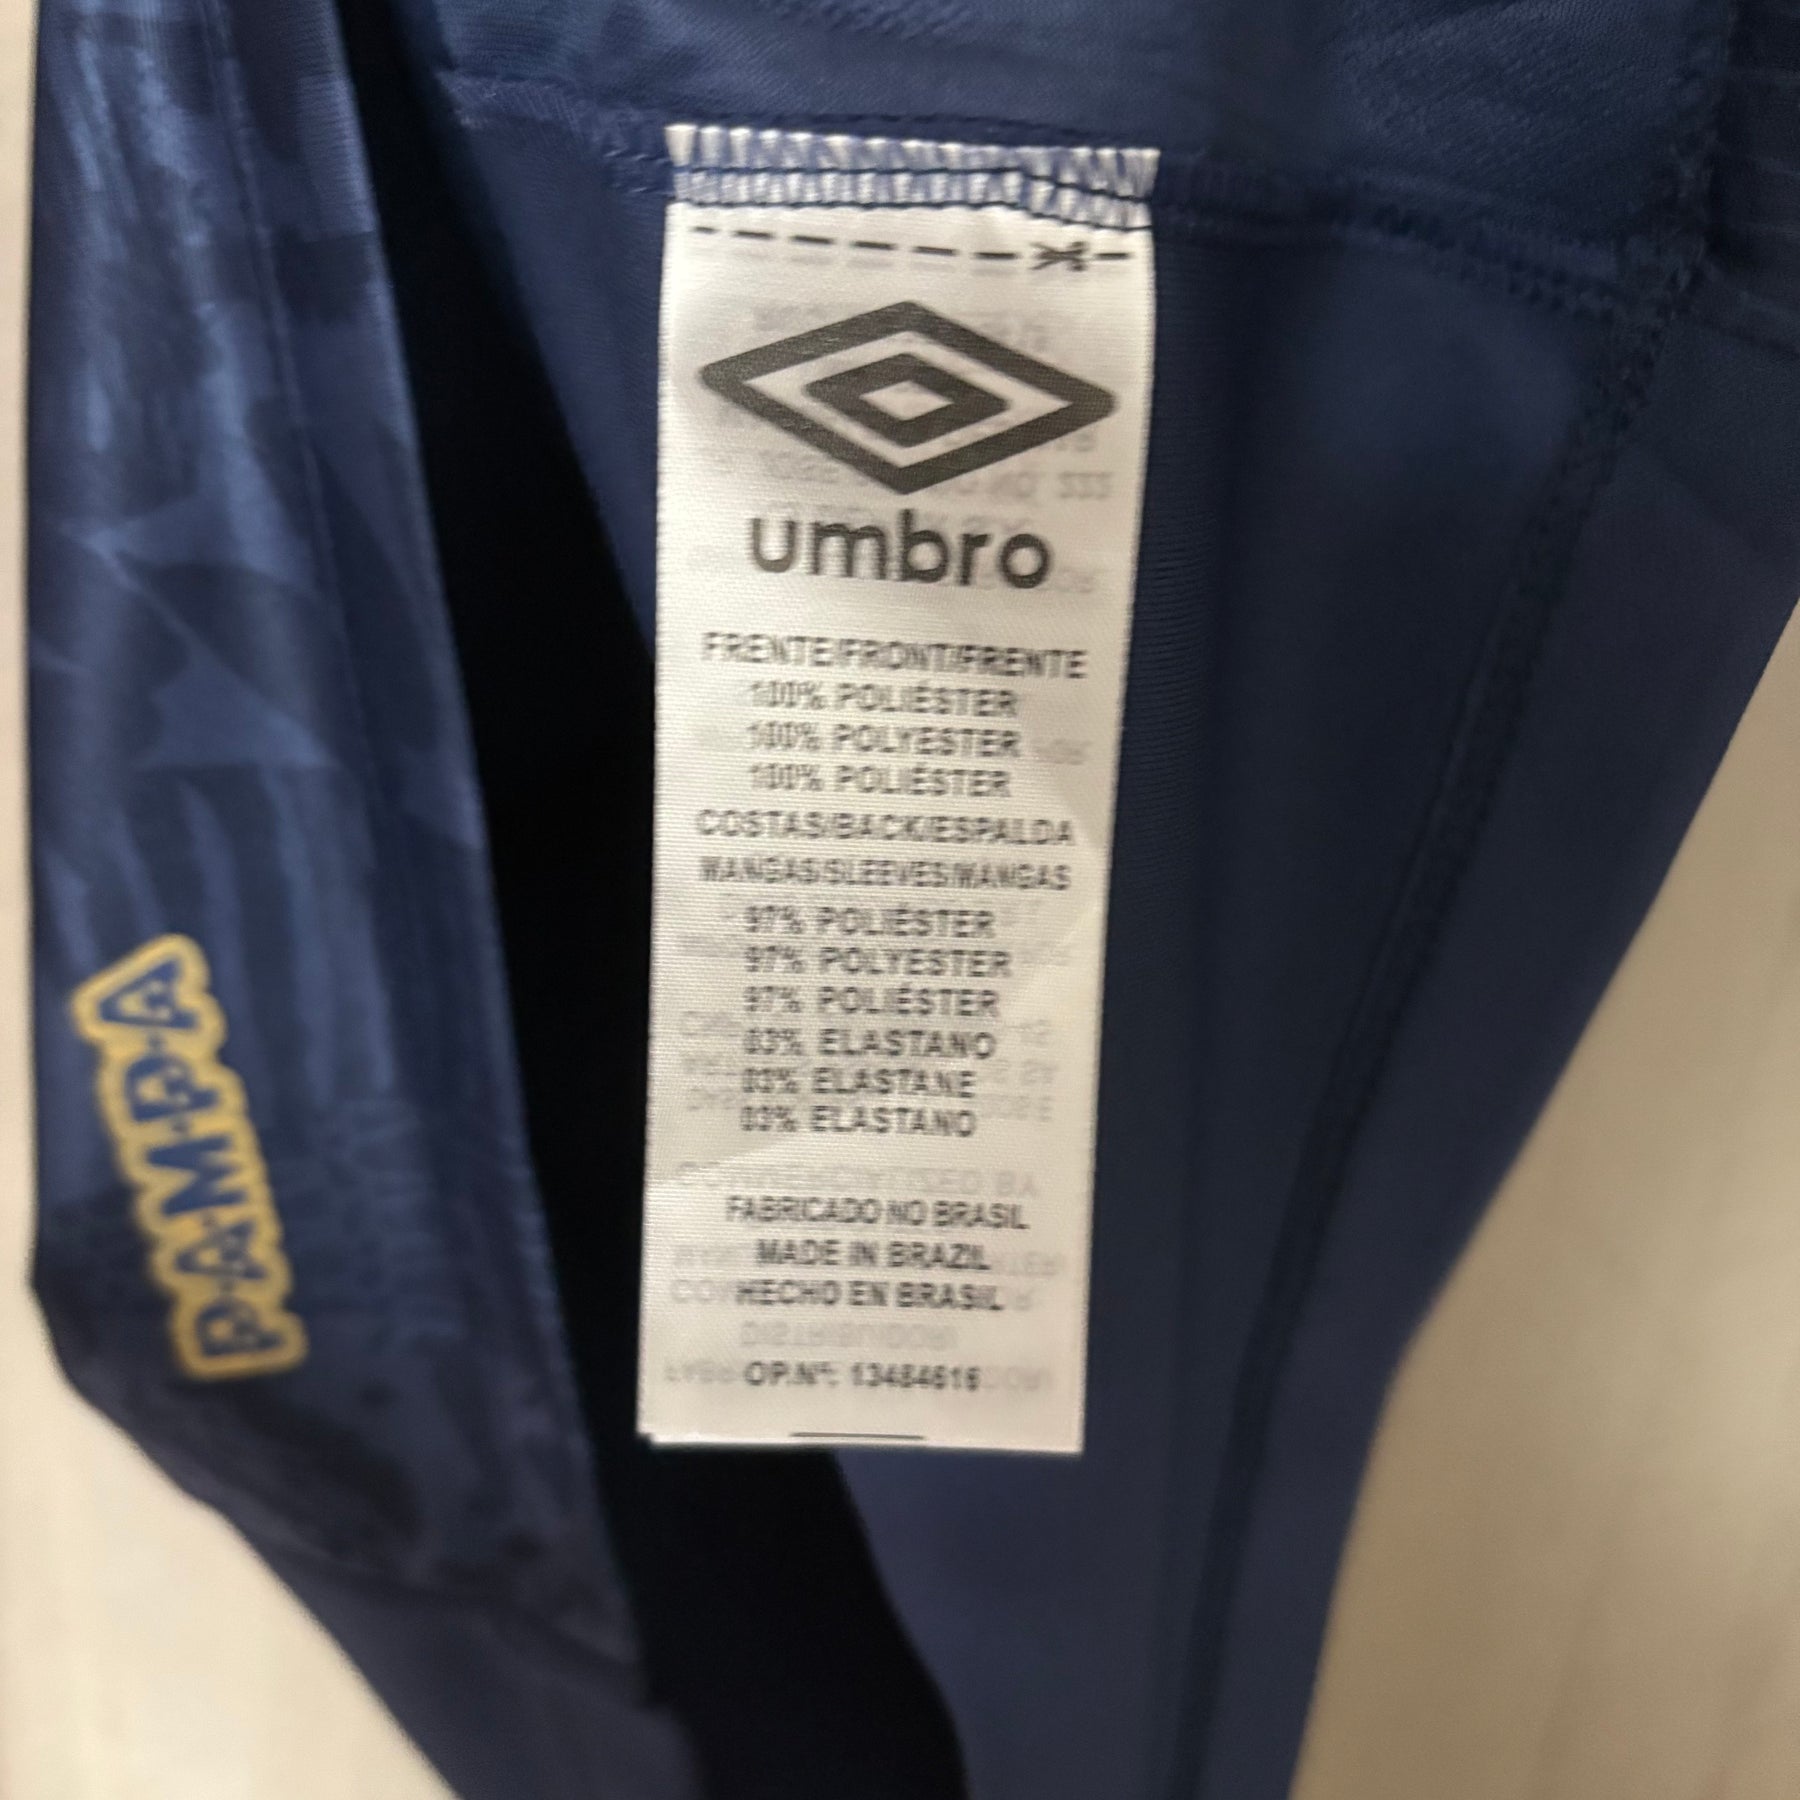 umbro
FRENTE/FRONT/FRENTE
100% POLIÉSTER
100% POLYESTER
100% POLIÉSTER
COSTAS/BACK/ESPALDA
MANGAS/SLEEVES/MANGAS
97% POLIÉSTER
97% POLYESTER
97% POLIÉSTER
03% ELASTANO
03% ELASTANE
03% ELASTANO
FABRICADO NO BRASIL
MADE IN BRAZIL
HECHO EN BRASIL
OP.Nº: 13484616
P·A·M·P·A